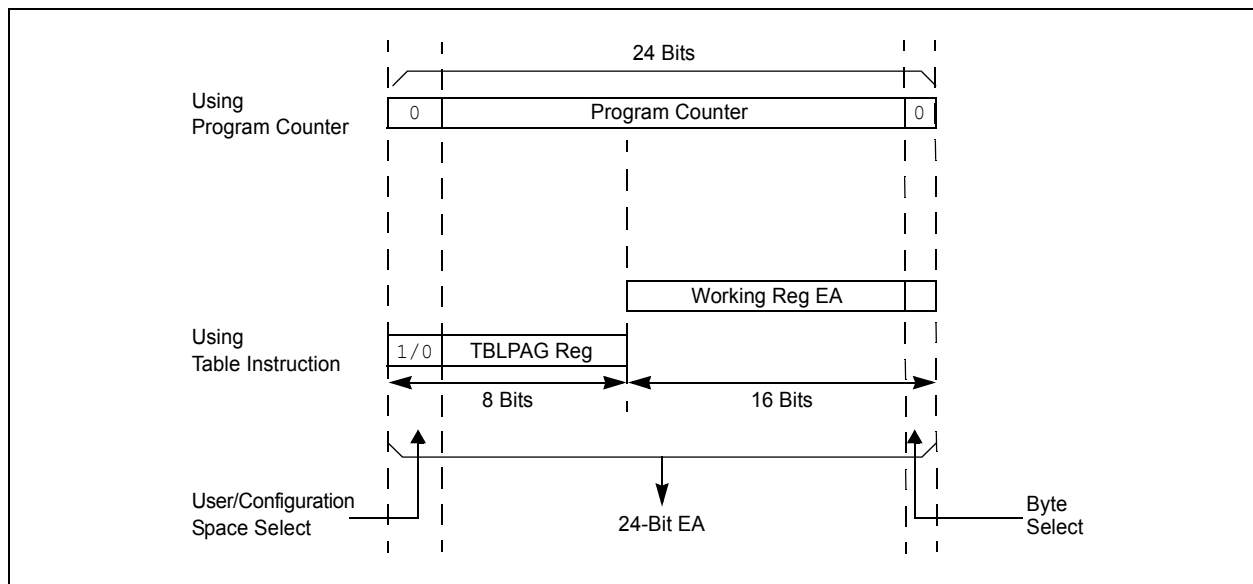 24 Bits
Using
Program Counter
0
Program Counter
0
Working Reg EA
Using
Table Instruction
1/0
TBLPAG Reg
8 Bits
16 Bits
User/Configuration
Space Select
24-Bit EA
Byte
Select